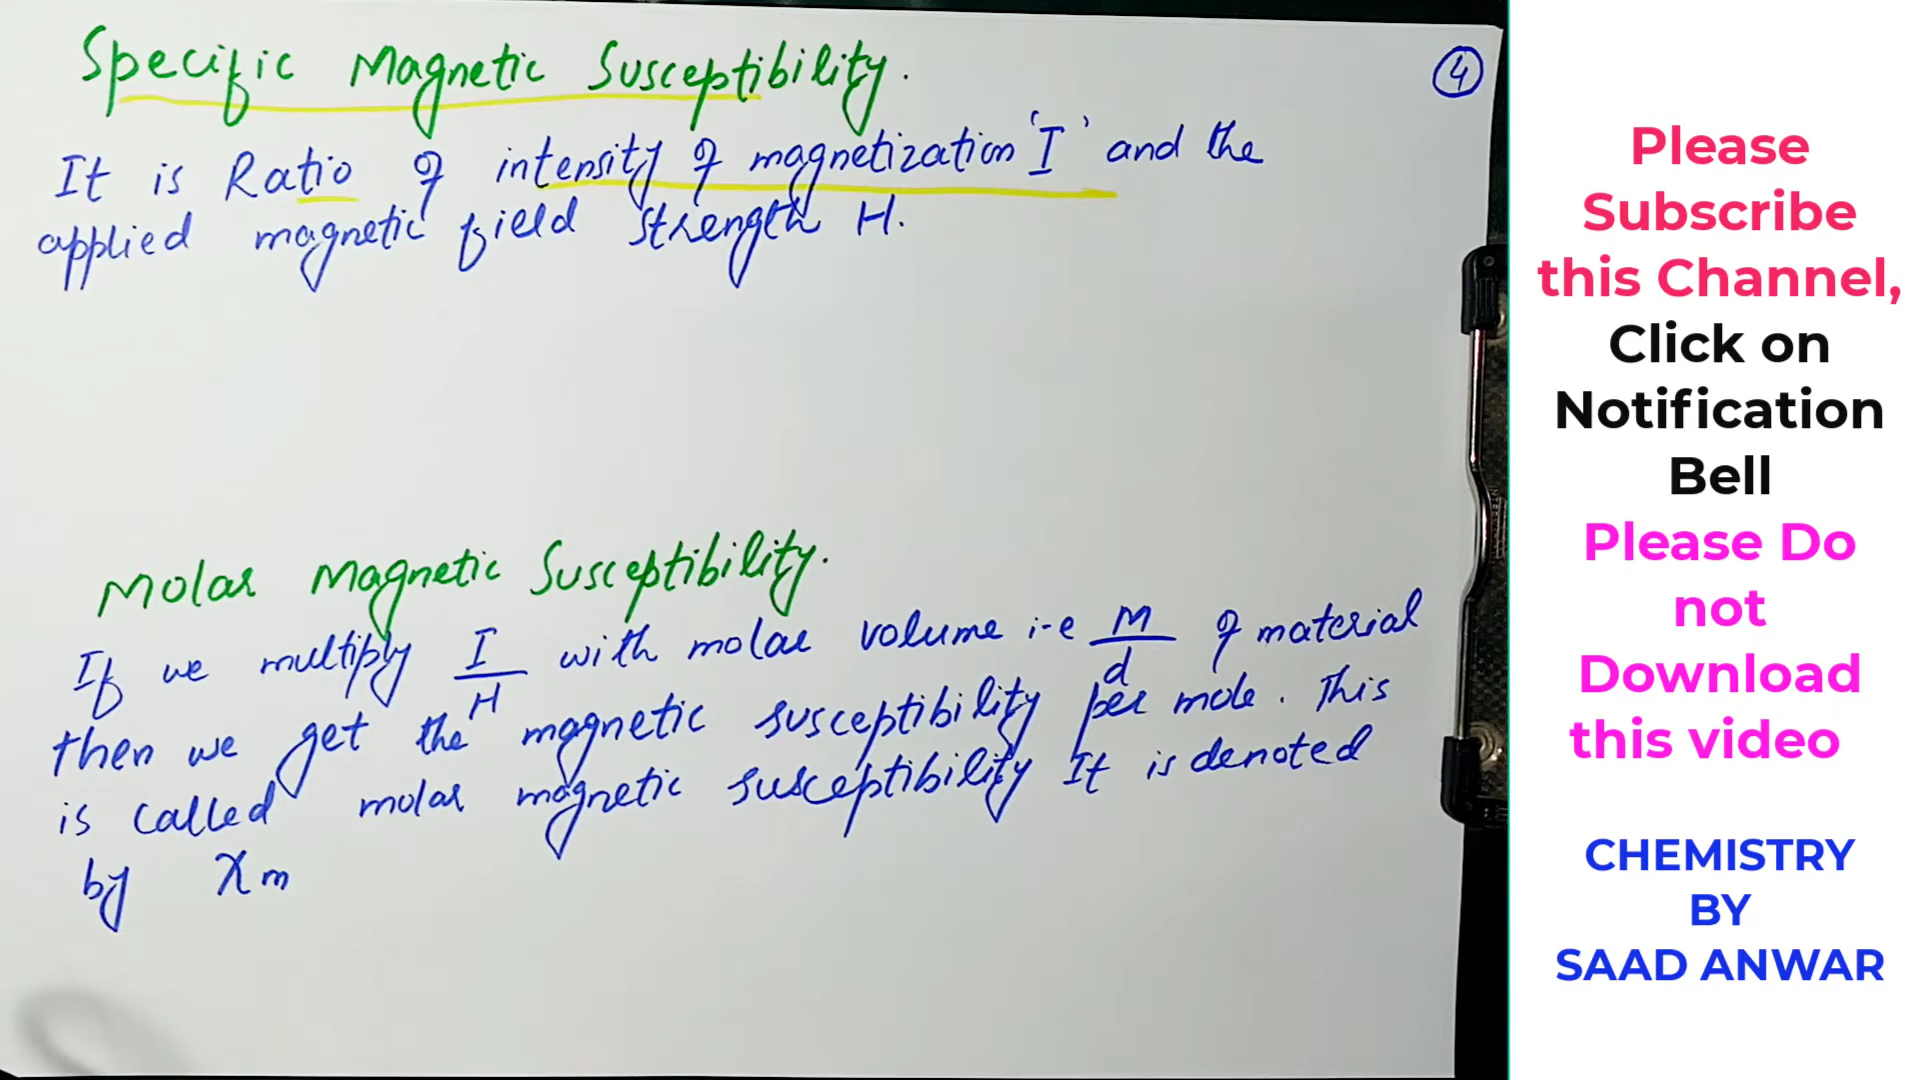 Specific Magnetic Susceptibility.
4
It is Ratio of intensity of magnetization 'I' and the
applied magnetic field strength H.
Molar Magnetic Susceptibility.
If we multiply I/H with molar volume i-e M/d of material
then we get the magnetic susceptibility per mole. This
is called molar magnetic susceptibility It is denoted
by χm
Please
Subscribe
this Channel,
Click on
Notification
Bell
Please Do
not
Download
this video
CHEMISTRY
BY
SAAD ANWAR